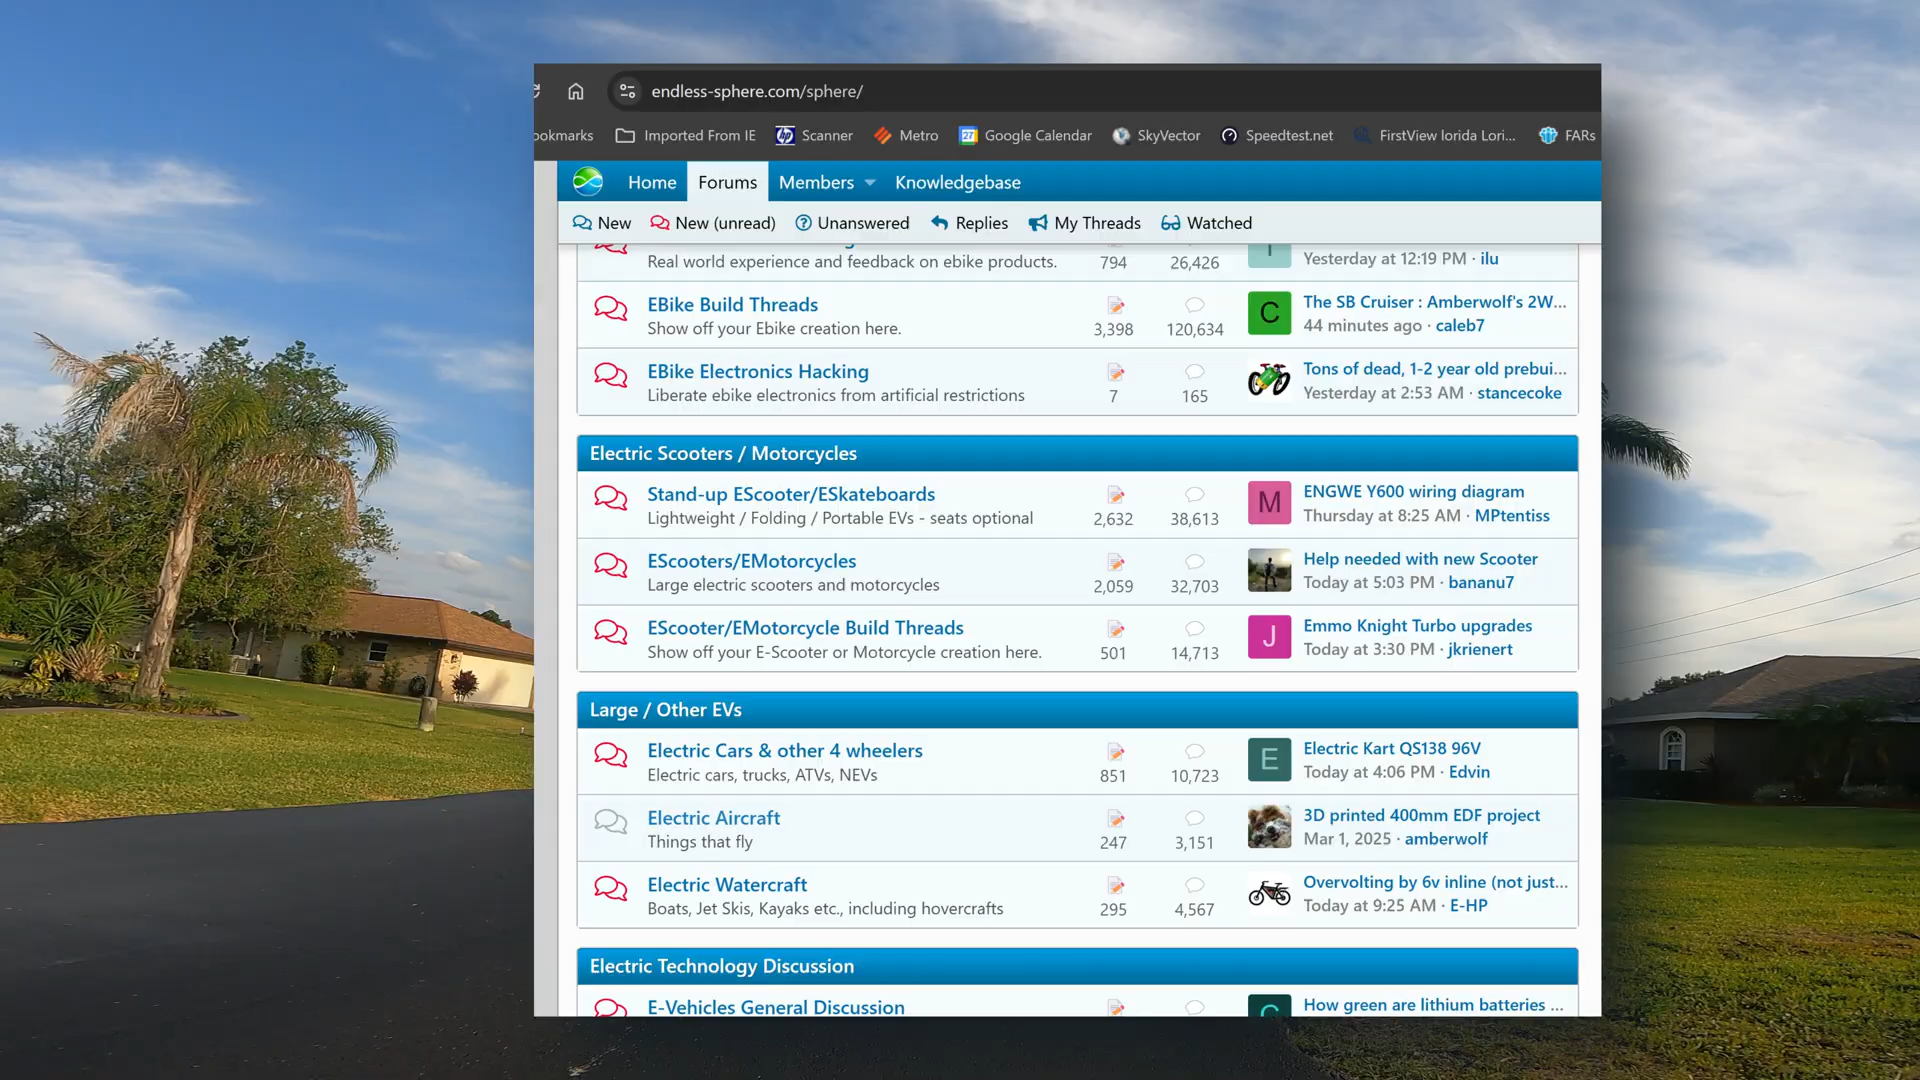 endless-sphere.com/sphere/
ookmarks Imported From IE Scanner Metro 27 Google Calendar SkyVector Speedtest.net FirstView lorida Lori... FARs
Home Forums Members Knowledgebase
New New (unread) Unanswered Replies My Threads Watched
Real world experience and feedback on ebike products. 794 26,426 Yesterday at 12:19 PM · ilu
EBike Build Threads
Show off your Ebike creation here.
3,398 120,634
C
The SB Cruiser : Amberwolf's 2W...
44 minutes ago · caleb7
EBike Electronics Hacking
Liberate ebike electronics from artificial restrictions
7 165
Tons of dead, 1-2 year old prebui...
Yesterday at 2:53 AM · stancecoke
Electric Scooters / Motorcycles
Stand-up EScooter/ESkateboards
Lightweight / Folding / Portable EVs - seats optional
2,632 38,613
M
ENGWE Y600 wiring diagram
Thursday at 8:25 AM · MPtentiss
EScooters/EMotorcycles
Large electric scooters and motorcycles
2,059 32,703
Help needed with new Scooter
Today at 5:03 PM · bananu7
EScooter/EMotorcycle Build Threads
Show off your E-Scooter or Motorcycle creation here.
501 14,713
J
Emmo Knight Turbo upgrades
Today at 3:30 PM · jkrienert
Large / Other EVs
Electric Cars & other 4 wheelers
Electric cars, trucks, ATVs, NEVs
851 10,723
E
Electric Kart QS138 96V
Today at 4:06 PM · Edvin
Electric Aircraft
Things that fly
247 3,151
3D printed 400mm EDF project
Mar 1, 2025 · amberwolf
Electric Watercraft
Boats, Jet Skis, Kayaks etc., including hovercrafts
295 4,567
Overvolting by 6v inline (not just...
Today at 9:25 AM · E-HP
Electric Technology Discussion
E-Vehicles General Discussion
How green are lithium batteries ...